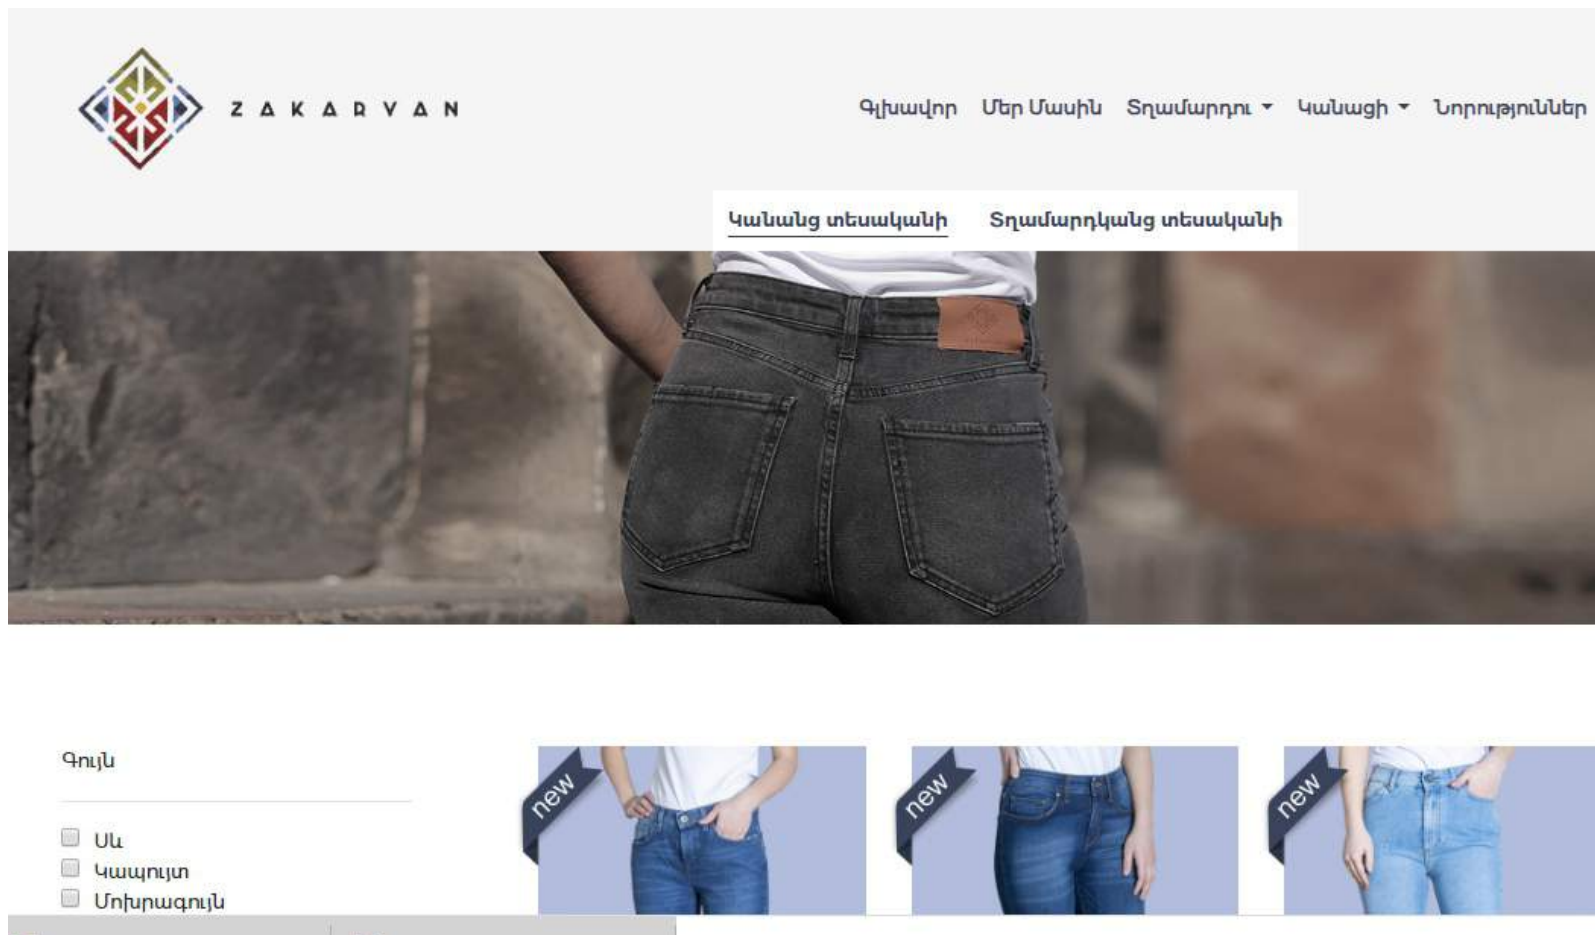 ZAKARVAN
Գլխավոր Մեր Մասին Տղամարդու Կանացի Նորություններ
Կանանց տեսականի Տղամարդկանց տեսականի
Գույն
new new new
Սև
Կապույտ
Մոխրագույն